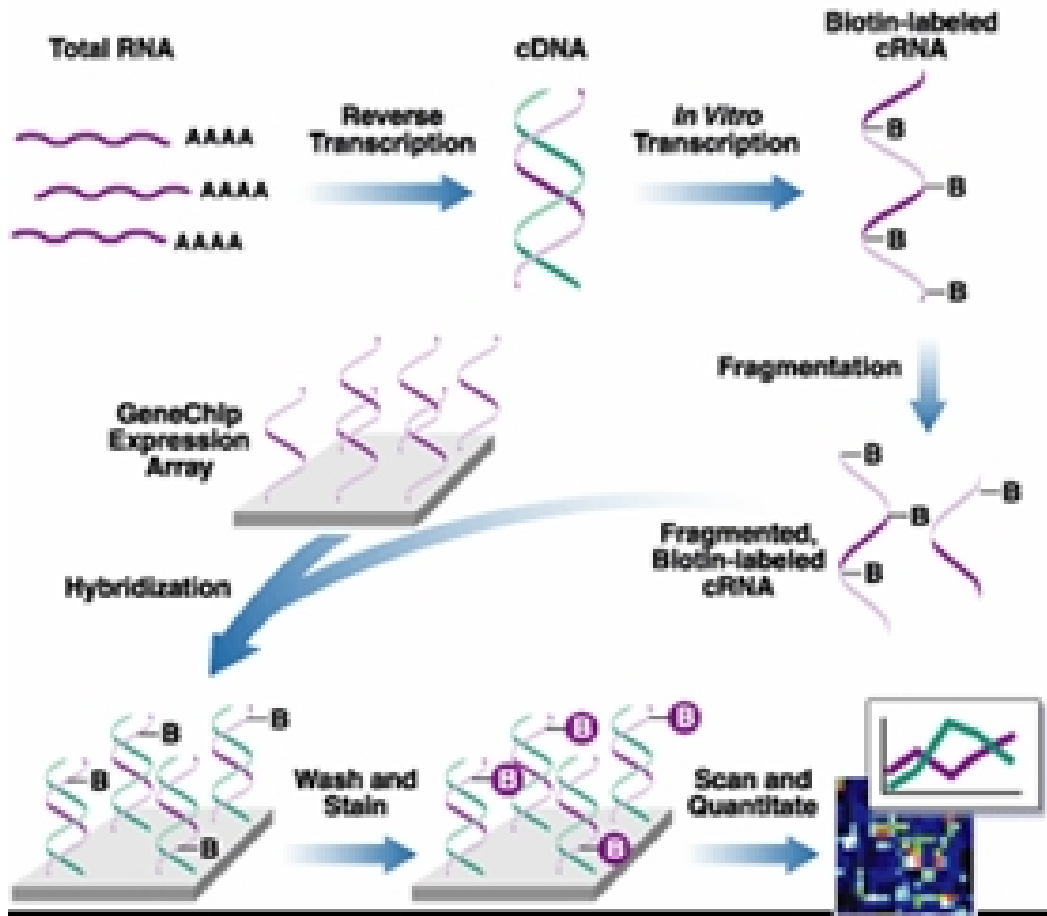 Total RNA
AAAA
AAAA
AAAA
Reverse
Transcription
cDNA
In Vitro
Transcription
Biotin-labeled
cRNA
B
B
B
B
Fragmentation
GeneChip
Expression
Array
B
B
B
B
Fragmented,
Biotin-labeled
cRNA
Hybridization
B
B
B
B
Wash and
Stain
B
B
B
B
Scan and
Quantitate